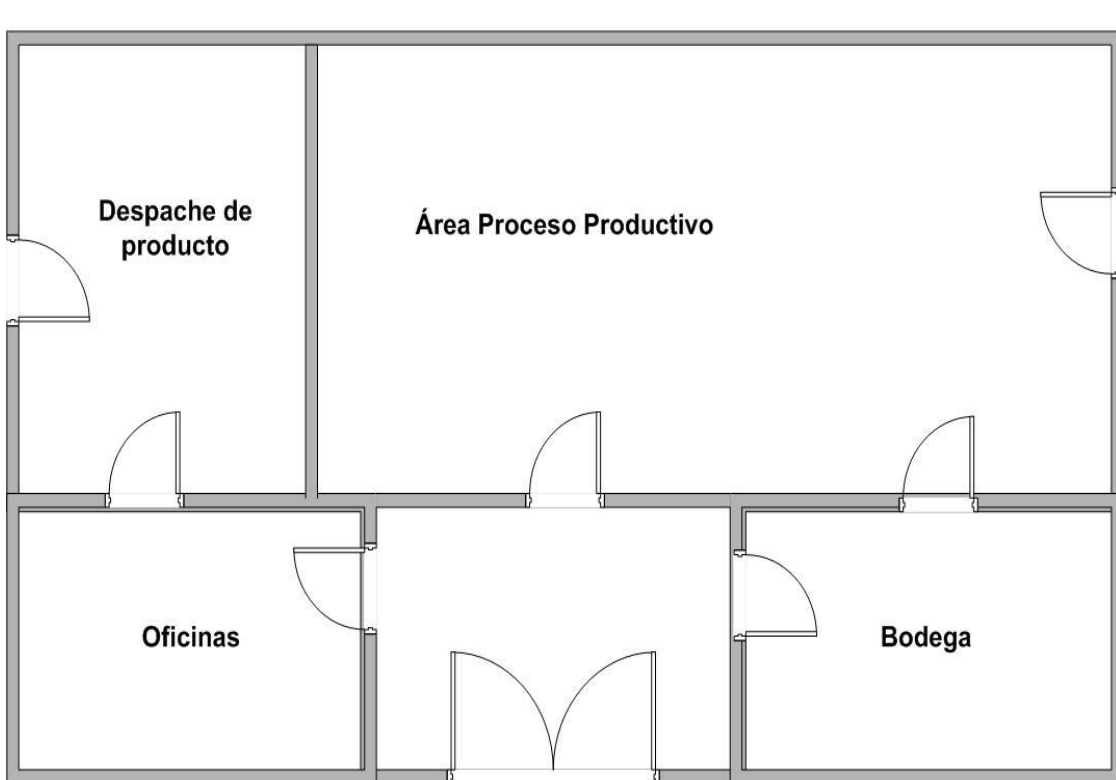 Despache de
producto
Área Proceso Productivo
Oficinas
Bodega